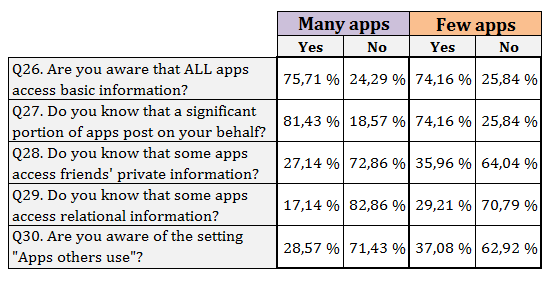 Many apps Few apps
Yes No Yes No
Q26. Are you aware that ALL apps
access basic information?
75,71 % 24,29 % 74,16 % 25,84 %
Q27. Do you know that a significant
portion of apps post on your behalf?
81,43 % 18,57 % 74,16 % 25,84 %
Q28. Do you know that some apps
access friends' private information?
27,14 % 72,86 % 35,96 % 64,04 %
Q29. Do you know that some apps
access relational information?
17,14 % 82,86 % 29,21 % 70,79 %
Q30. Are you aware of the setting
"Apps others use"?
28,57 % 71,43 % 37,08 % 62,92 %